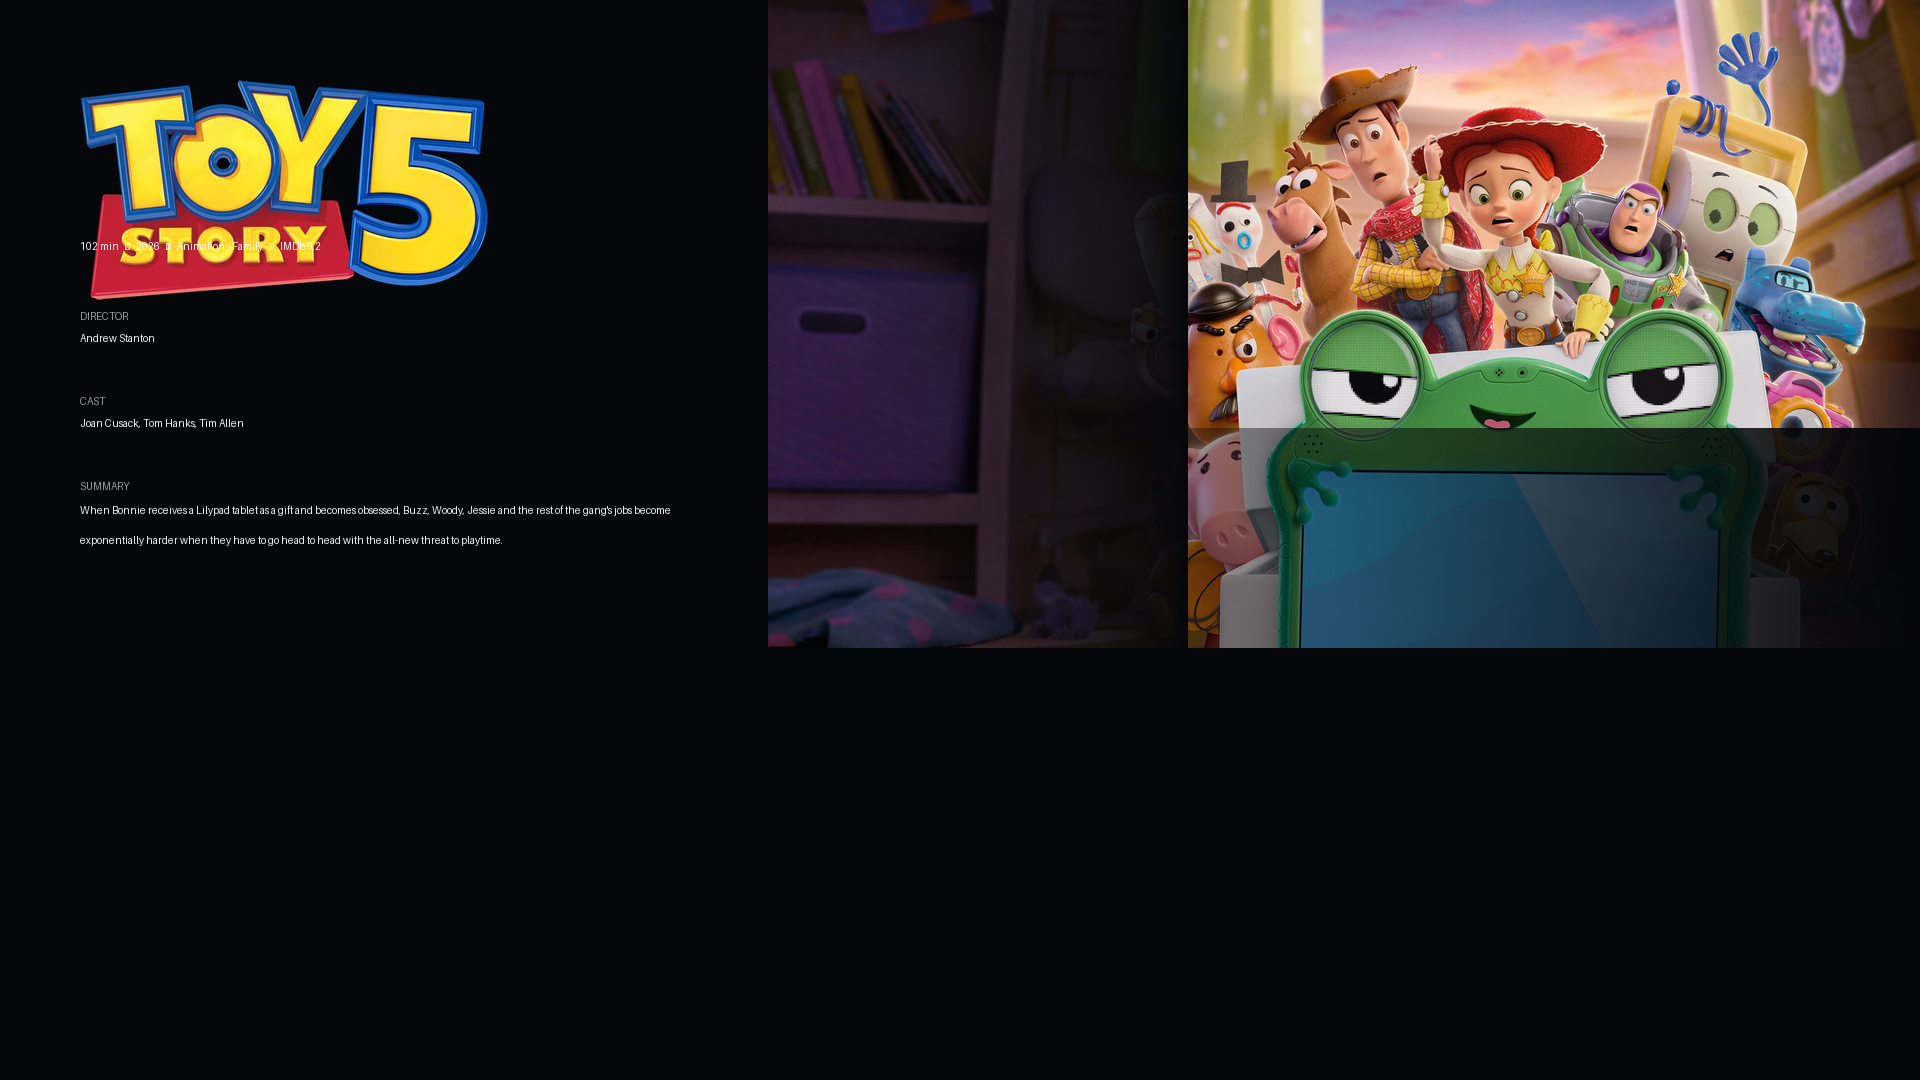 TOY 5
STORY
102 min 2026 Animation Family IMDb
DIRECTOR
Andrew Stanton
CAST
Joan Cusack, Tom Hanks, Tim Allen
SUMMARY
When Bonnie receives a Lilypad tablet as a gift and becomes obsessed, Buzz, Woody, Jessie and the rest of the gang's jobs become
exponentially harder when they have to go head to head with the all-new threat to playtime.